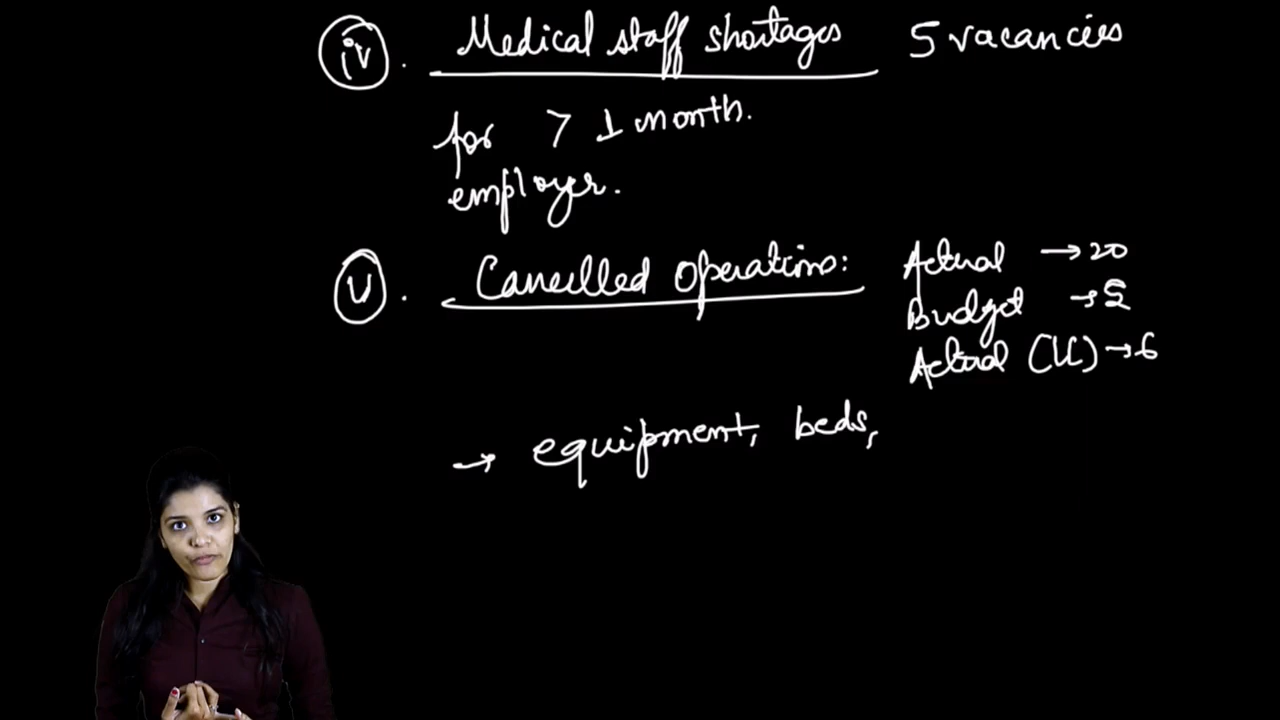 iv. Medical staff shortages 5 vacancies
for > 1 month.
employer.
v. Cancelled operations: Actual → 20
Budget → 5
Actual (LL) → 6
→ equipment, beds,